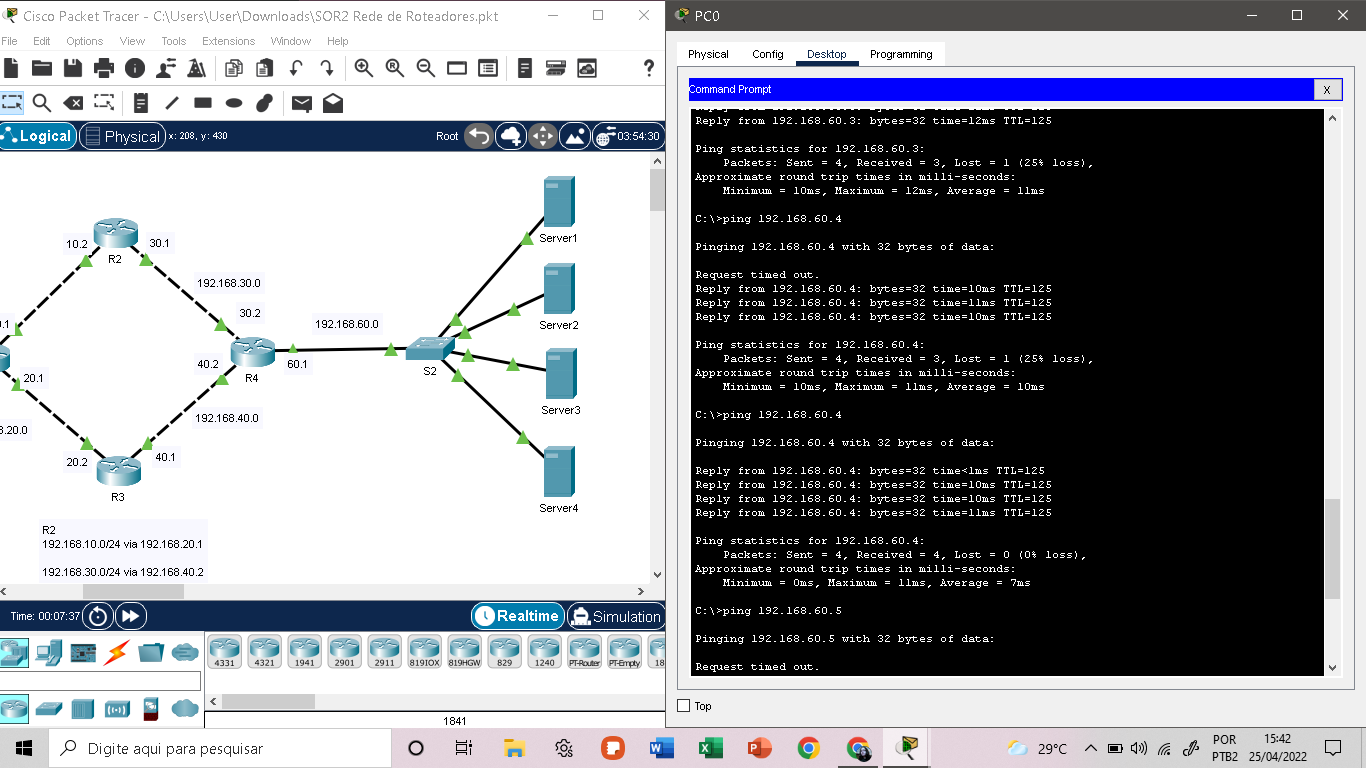 Cisco Packet Tracer - C:\Users\User\Downloads\SOR2 Rede de Roteadores.pkt
File Edit Options View Tools Extensions Window Help
?
Logical Physical x: 208, y: 430 Root 03:54:30
Server1
10.2 30.1
R2
192.168.30.0
Server2
30.2
0.1 192.168.60.0
40.2 60.1 S2
R4
20.1
Server3
192.168.40.0
8.20.0
20.2 40.1
R3
Server4
R2
192.168.10.0/24 via 192.168.20.1
192.168.30.0/24 via 192.168.40.2
Time: 00:07:37 Realtime Simulation
4331 4321 1941 2901 2911 819IOX 819HGW 829 1240 PT-Router PT-Empty 18
1841
PC0
Physical Config Desktop Programming
Command Prompt X
Reply from 192.168.60.3: bytes=32 time=12ms TTL=125
Ping statistics for 192.168.60.3:
Packets: Sent = 4, Received = 3, Lost = 1 (25% loss),
Approximate round trip times in milli-seconds:
Minimum = 10ms, Maximum = 12ms, Average = 11ms
C:\>ping 192.168.60.4
Pinging 192.168.60.4 with 32 bytes of data:
Request timed out.
Reply from 192.168.60.4: bytes=32 time=10ms TTL=125
Reply from 192.168.60.4: bytes=32 time=11ms TTL=125
Reply from 192.168.60.4: bytes=32 time=10ms TTL=125
Ping statistics for 192.168.60.4:
Packets: Sent = 4, Received = 3, Lost = 1 (25% loss),
Approximate round trip times in milli-seconds:
Minimum = 10ms, Maximum = 11ms, Average = 10ms
C:\>ping 192.168.60.4
Pinging 192.168.60.4 with 32 bytes of data:
Reply from 192.168.60.4: bytes=32 time<1ms TTL=125
Reply from 192.168.60.4: bytes=32 time=10ms TTL=125
Reply from 192.168.60.4: bytes=32 time=10ms TTL=125
Reply from 192.168.60.4: bytes=32 time=11ms TTL=125
Ping statistics for 192.168.60.4:
Packets: Sent = 4, Received = 4, Lost = 0 (0% loss),
Approximate round trip times in milli-seconds:
Minimum = 0ms, Maximum = 11ms, Average = 7ms
C:\>ping 192.168.60.5
Pinging 192.168.60.5 with 32 bytes of data:
Request timed out.
Top
Digite aqui para pesquisar
29°C
POR
PTB2
15:42
25/04/2022